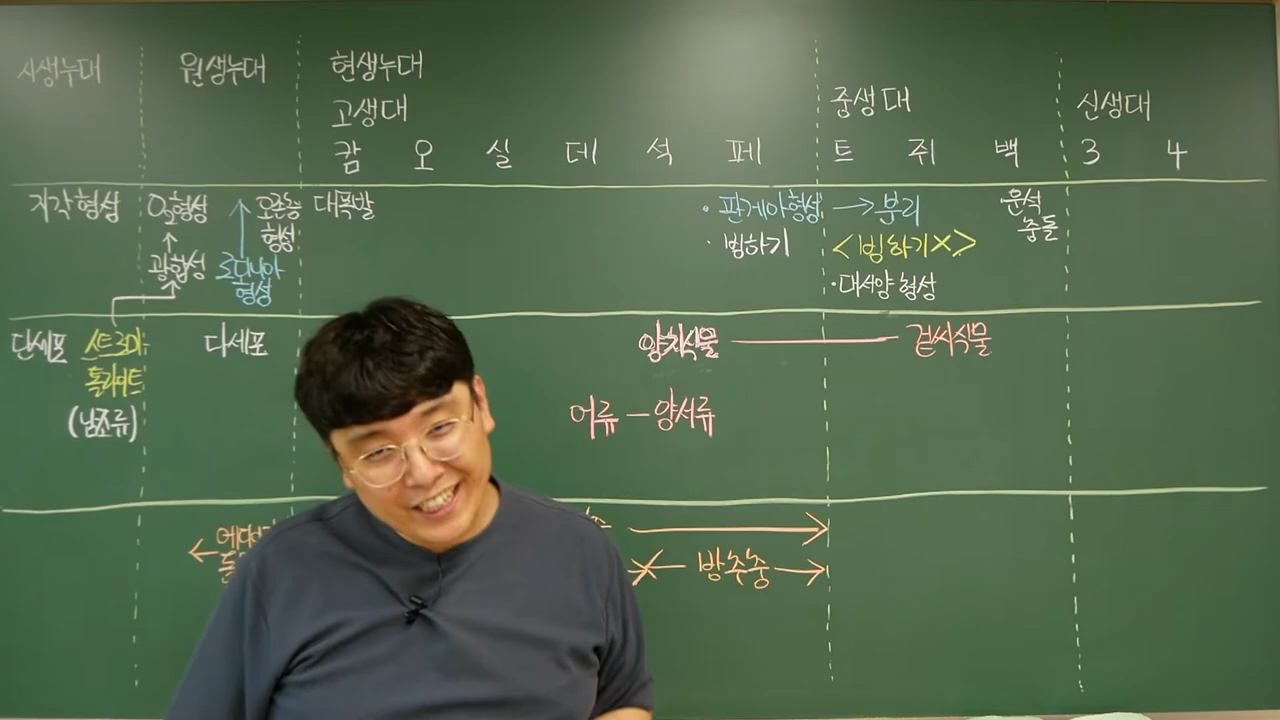 시생누대 원생누대 현생누대
고생대 중생대 신생대
캄 오 실 데 석 페 트 쥐 백 3 4
지각 형성 O₂형성 오존층 형성 대폭발
광합성 로디니아 형성
· 판게아형성 → 분리
· 빙하기 <빙하기×>
· 대서양 형성
운석
충돌
단세포 스트로마 다세포 양치식물 겉씨식물
톨라이트
(남조류)
어류 - 양서류
방추충